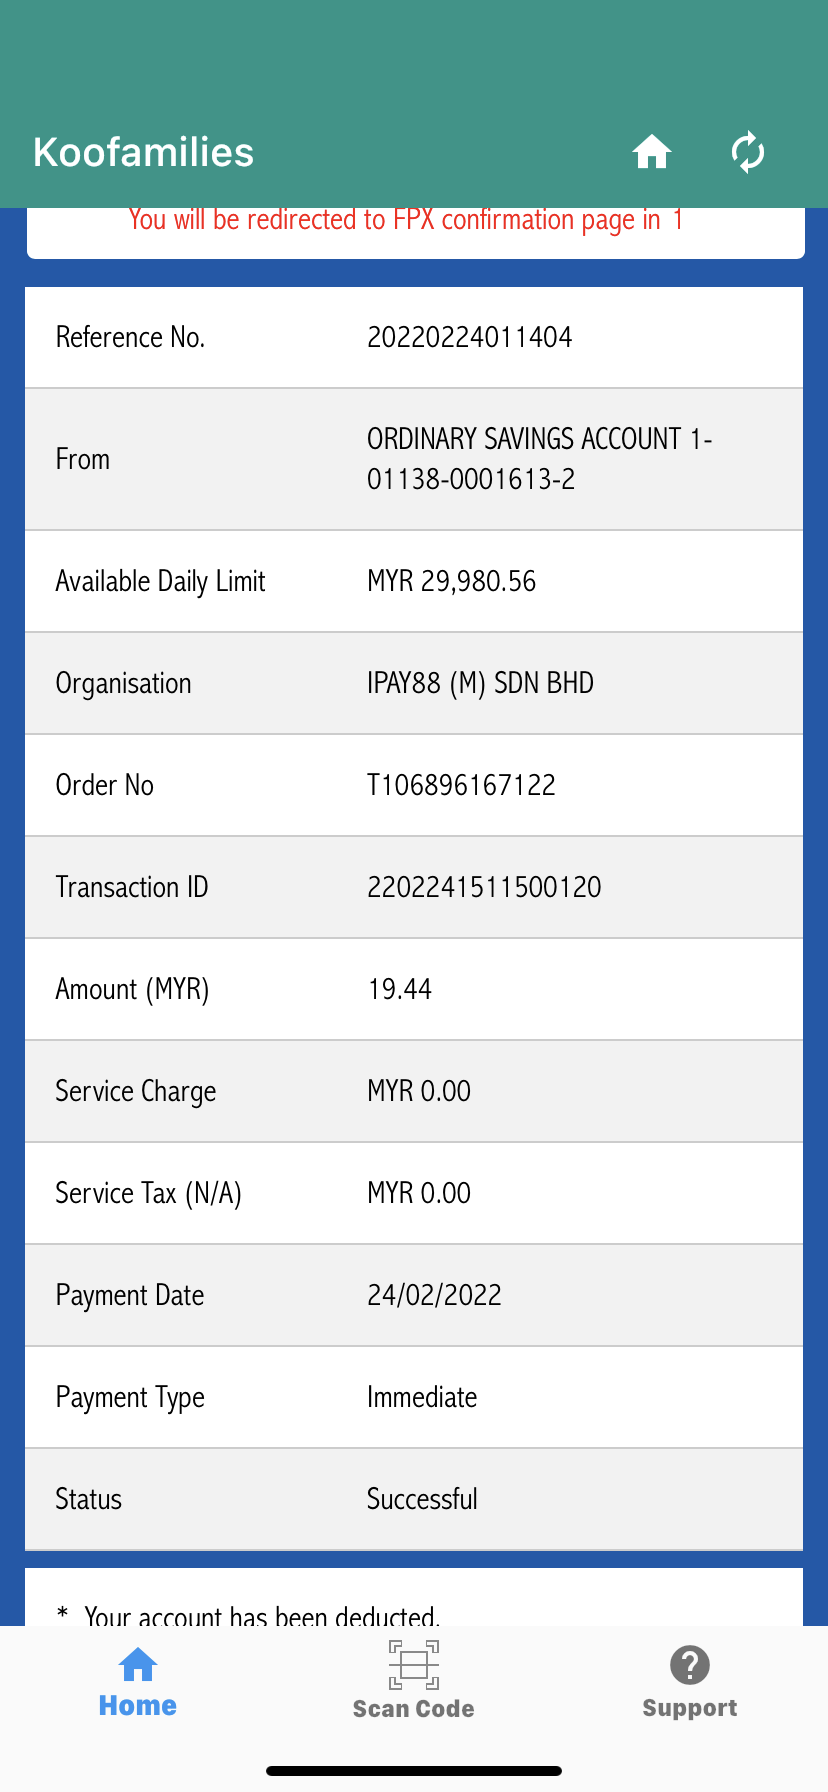 Koofamilies
You will be redirected to FPX confirmation page in 1
Reference No. 20220224011404
From ORDINARY SAVINGS ACCOUNT 1-
01138-0001613-2
Available Daily Limit MYR 29,980.56
Organisation IPAY88 (M) SDN BHD
Order No T106896167122
Transaction ID 2202241511500120
Amount (MYR) 19.44
Service Charge MYR 0.00
Service Tax (N/A) MYR 0.00
Payment Date 24/02/2022
Payment Type Immediate
Status Successful
* Your account has been deducted.
Home Scan Code Support